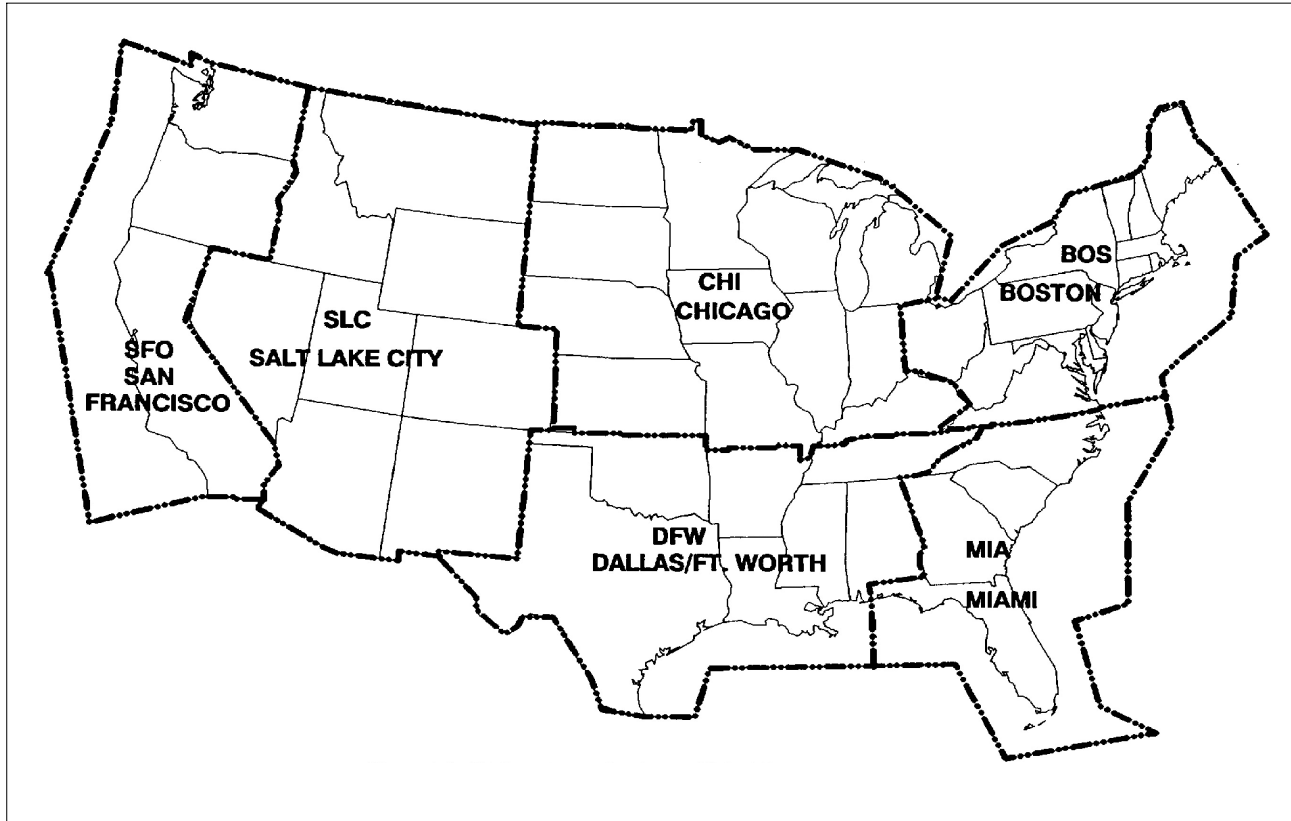 SFO
SAN
FRANCISCO
SLC
SALT LAKE CITY
CHI
CHICAGO
BOS
BOSTON
DFW
DALLAS/FT. WORTH
MIA
MIAMI